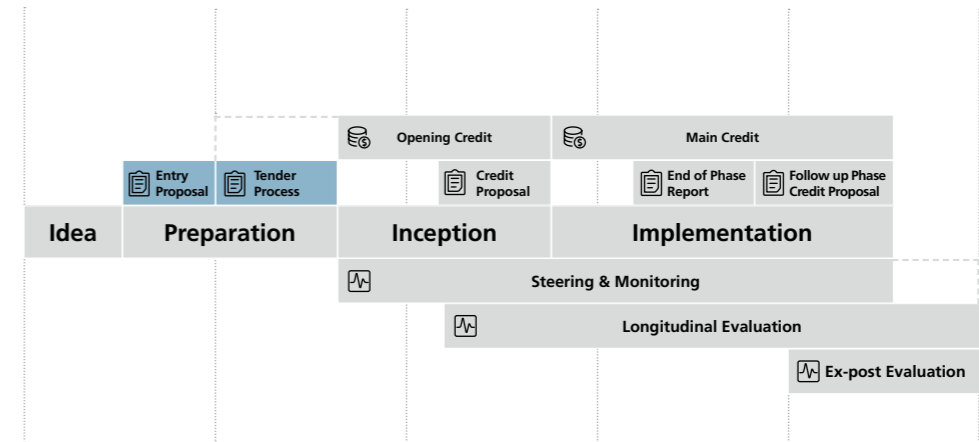 Opening Credit
Main Credit
Entry
Proposal
Tender
Process
Credit
Proposal
End of Phase
Report
Follow up Phase
Credit Proposal
Idea
Preparation
Inception
Implementation
Steering & Monitoring
Longitudinal Evaluation
Ex-post Evaluation